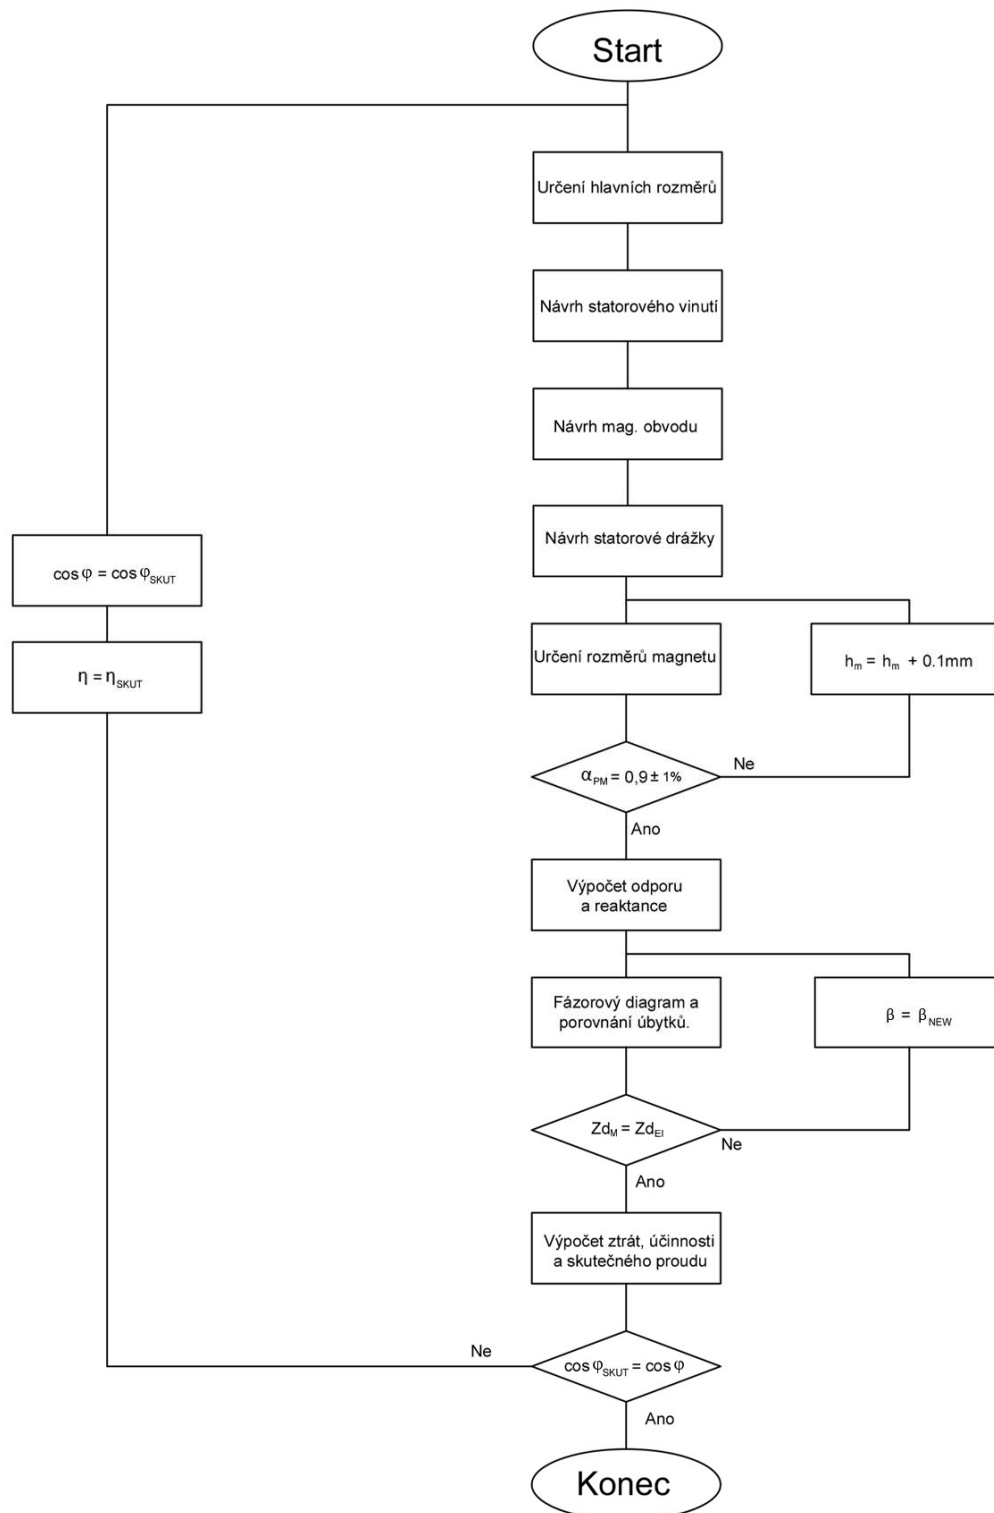 Start
Určení hlavních rozměrů
Návrh statorového vinutí
Návrh mag. obvodu
Návrh statorové drážky
cos φ = cos φSKUT
η = ηSKUT
Určení rozměrů magnetu
hm = hm + 0.1mm
αPM = 0,9 ± 1%
Ne
Ano
Výpočet odporu
a reaktance
Fázorový diagram a
porovnání úbytků.
β = βNEW
ZdM = ZdEI
Ne
Ano
Výpočet ztrát, účinnosti
a skutečného proudu
Ne
cos φSKUT = cos φ
Ano
Konec